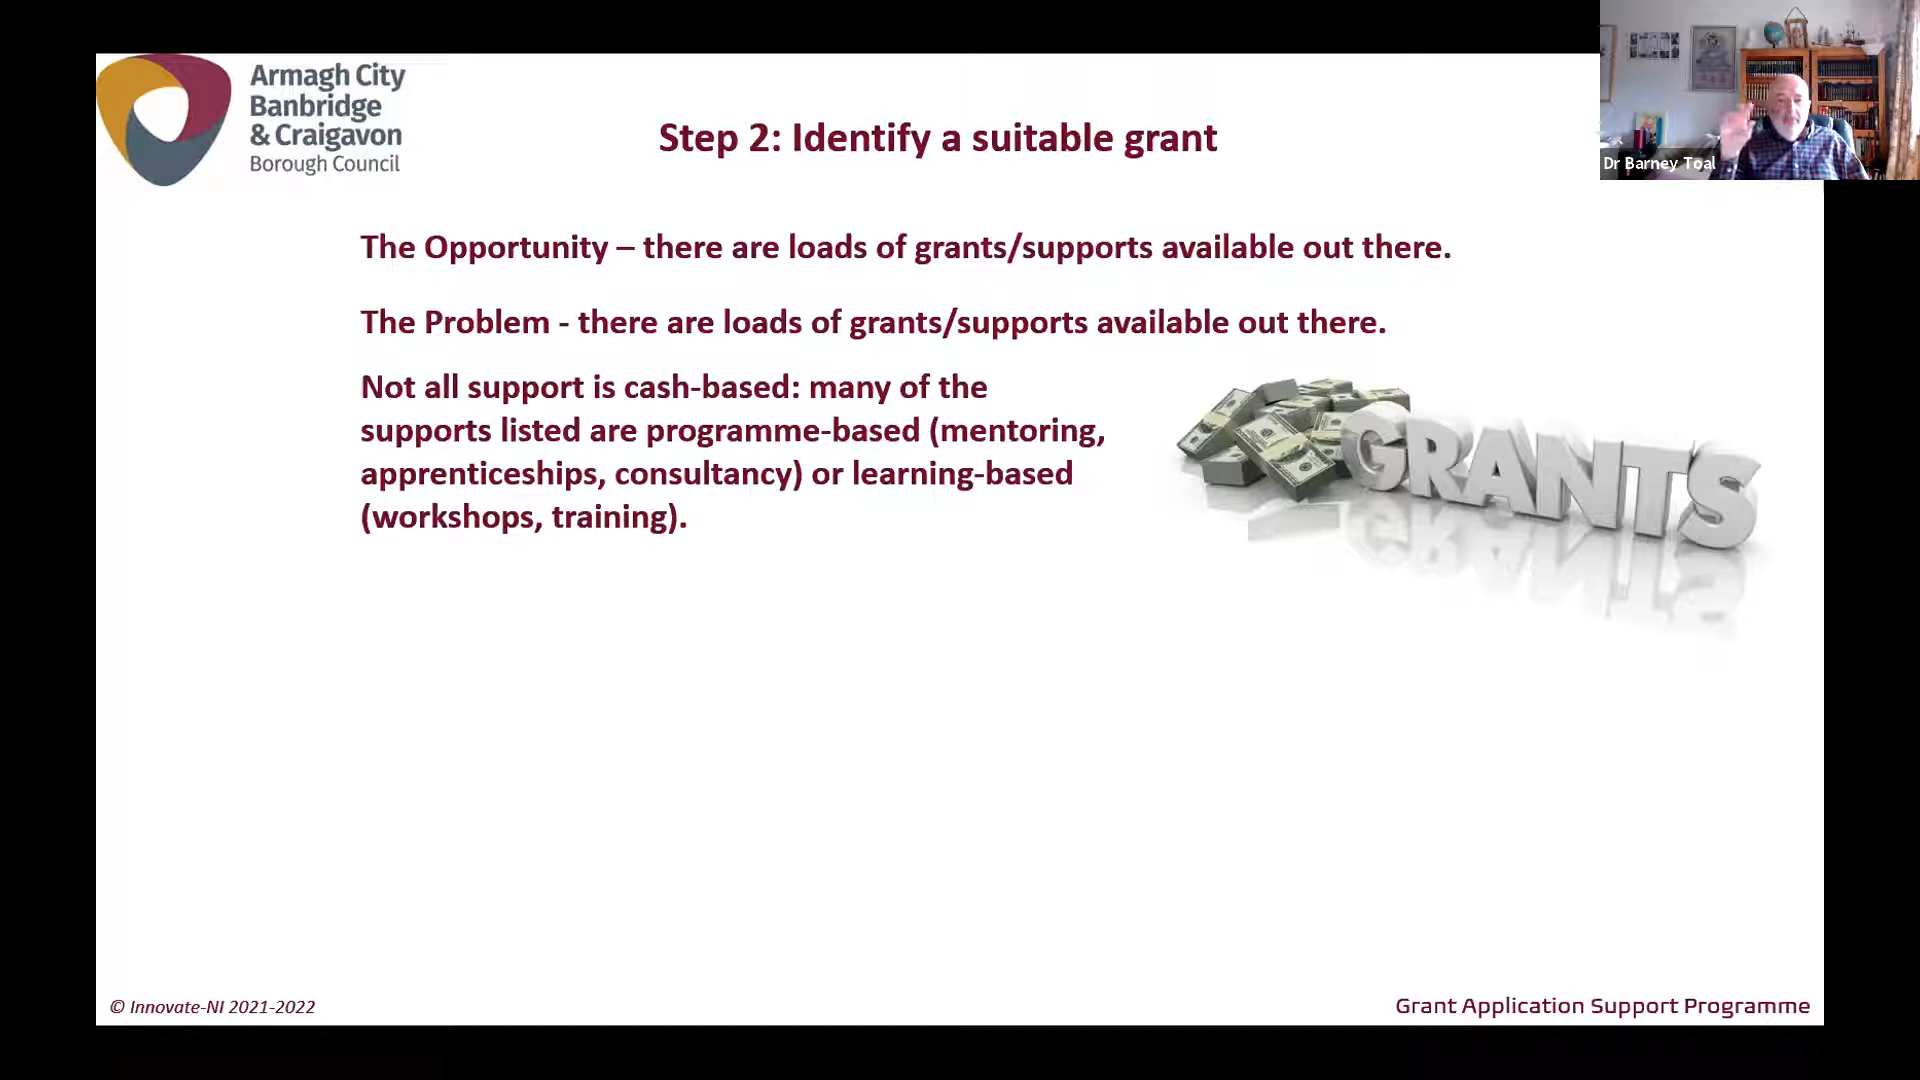 Armagh City
Banbridge
& Craigavon
Borough Council
Step 2: Identify a suitable grant
Dr Barney Toal
The Opportunity – there are loads of grants/supports available out there.
The Problem - there are loads of grants/supports available out there.
Not all support is cash-based: many of the
supports listed are programme-based (mentoring,
apprenticeships, consultancy) or learning-based
(workshops, training).
GRANTS
© Innovate-NI 2021-2022
Grant Application Support Programme